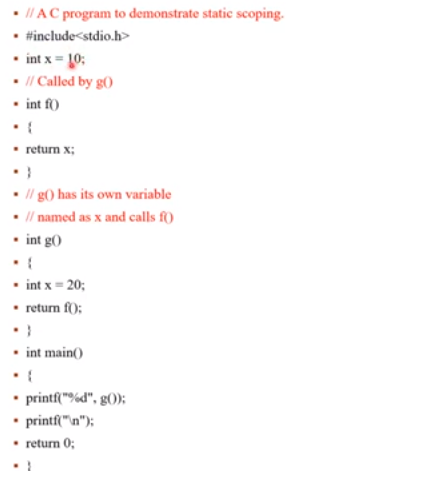 • // A C program to demonstrate static scoping.
• #include<stdio.h>
• int x = 10;
• // Called by g()
• int f()
• {
• return x;
• }
• // g() has its own variable
• // named as x and calls f()
• int g()
• {
• int x = 20;
• return f();
• }
• int main()
• {
• printf("%d", g());
• printf("\n");
• return 0;
• }